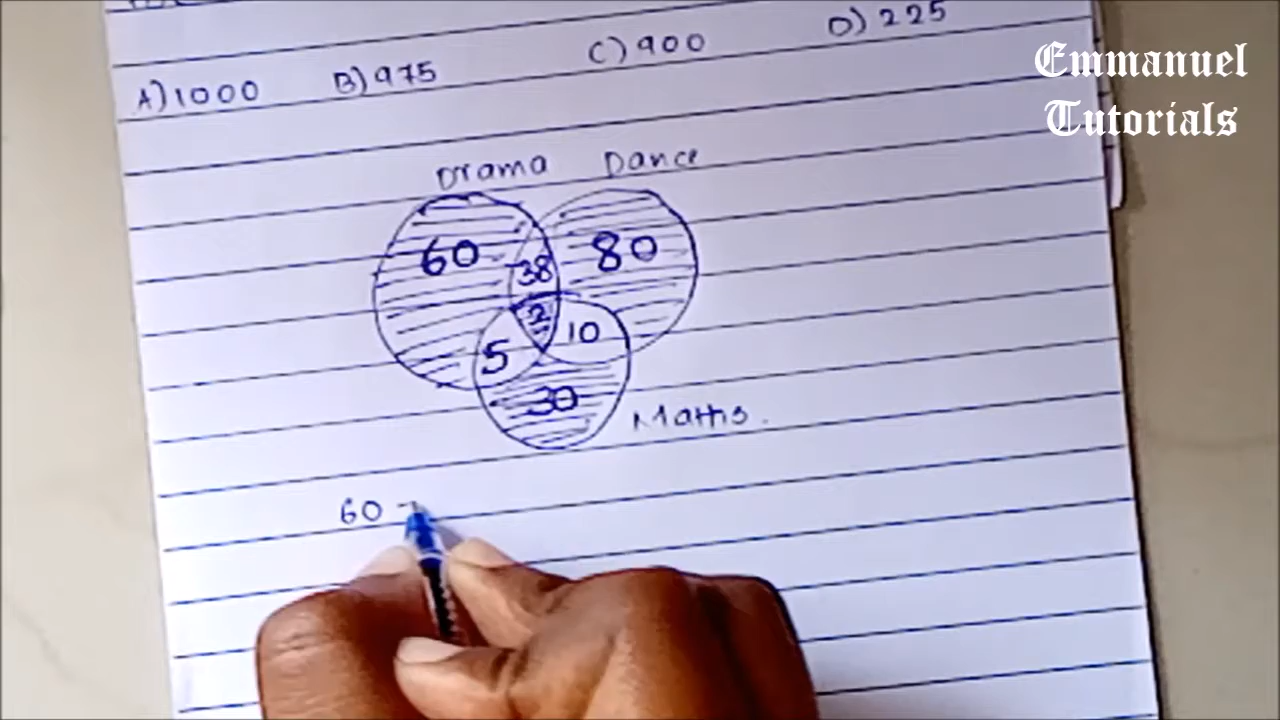 A) 1000 B) 975 C) 900 D) 225
Emmanuel
Tutorials
Drama Dance
60 38 80
2
5 10
30
Maths.
60